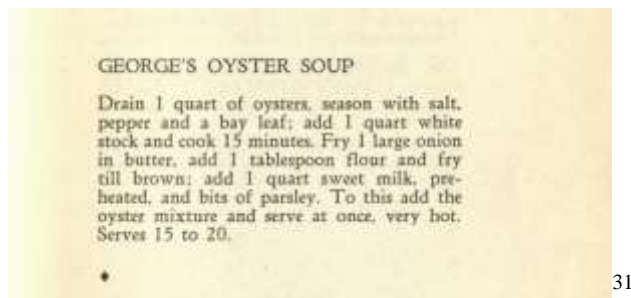 GEORGE'S OYSTER SOUP
Drain 1 quart of oysters, season with salt,
pepper and a bay leaf; add 1 quart white
stock and cook 15 minutes. Fry 1 large onion
in butter, add 1 tablespoon flour and fry
till brown; add 1 quart sweet milk, pre-
heated, and bits of parsley. To this add the
oyster mixture and serve at once, very hot.
Serves 15 to 20.
31